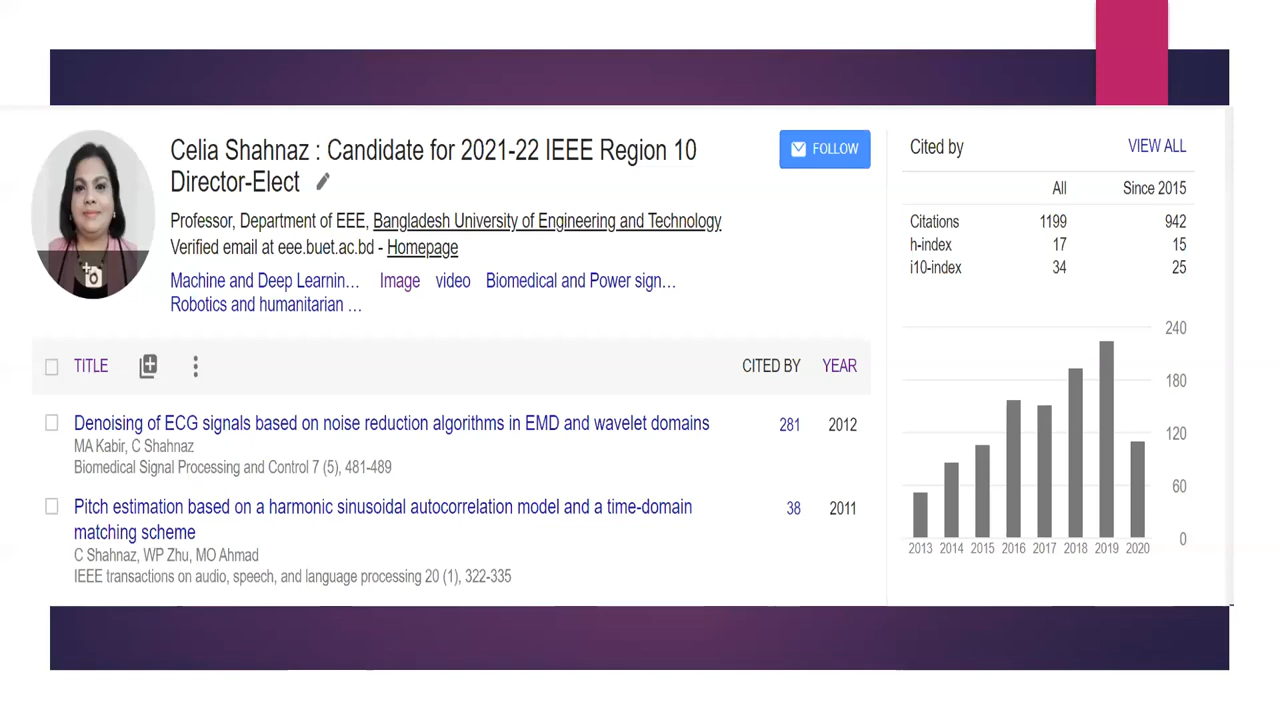 Celia Shahnaz : Candidate for 2021-22 IEEE Region 10
Director-Elect
FOLLOW
Professor, Department of EEE, Bangladesh University of Engineering and Technology
Verified email at eee.buet.ac.bd - Homepage
Machine and Deep Learnin… Image video Biomedical and Power sign…
Robotics and humanitarian …
TITLE CITED BY YEAR
Denoising of ECG signals based on noise reduction algorithms in EMD and wavelet domains 281 2012
MA Kabir, C Shahnaz
Biomedical Signal Processing and Control 7 (5), 481-489
Pitch estimation based on a harmonic sinusoidal autocorrelation model and a time-domain 38 2011
matching scheme
C Shahnaz, WP Zhu, MO Ahmad
IEEE transactions on audio, speech, and language processing 20 (1), 322-335
Cited by VIEW ALL
All Since 2015
Citations 1199 942
h-index 17 15
i10-index 34 25
240
180
120
60
0
2013 2014 2015 2016 2017 2018 2019 2020